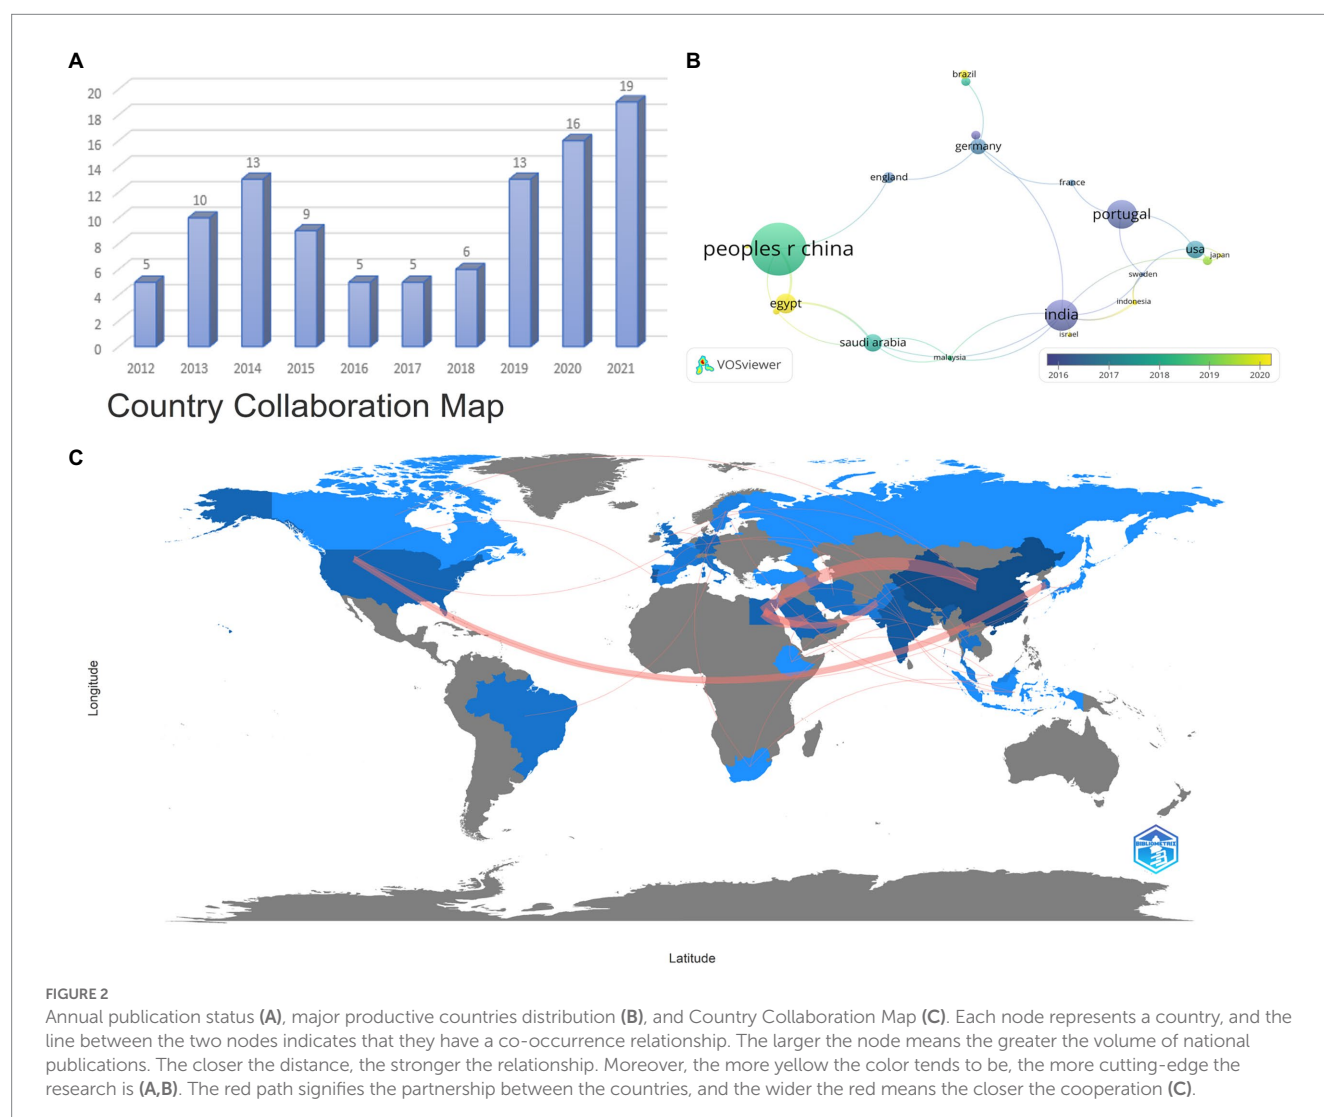 A
20
18
16
14
12
10
8
6
4
2
0
5
10
13
9
5
5
6
13
16
19
2012
2013
2014
2015
2016
2017
2018
2019
2020
2021
B
brazil
germany
england
france
portugal
peoples r china
usa
japan
sweden
egypt
indonesia
india
israel
saudi arabia
malaysia
VOSviewer
2016
2017
2018
2019
2020
Country Collaboration Map
C
Longitude
BIBLIOMETRIX
Latitude
FIGURE 2
Annual publication status (A), major productive countries distribution (B), and Country Collaboration Map (C). Each node represents a country, and the
line between the two nodes indicates that they have a co-occurrence relationship. The larger the node means the greater the volume of national
publications. The closer the distance, the stronger the relationship. Moreover, the more yellow the color tends to be, the more cutting-edge the
research is (A,B). The red path signifies the partnership between the countries, and the wider the red means the closer the cooperation (C).